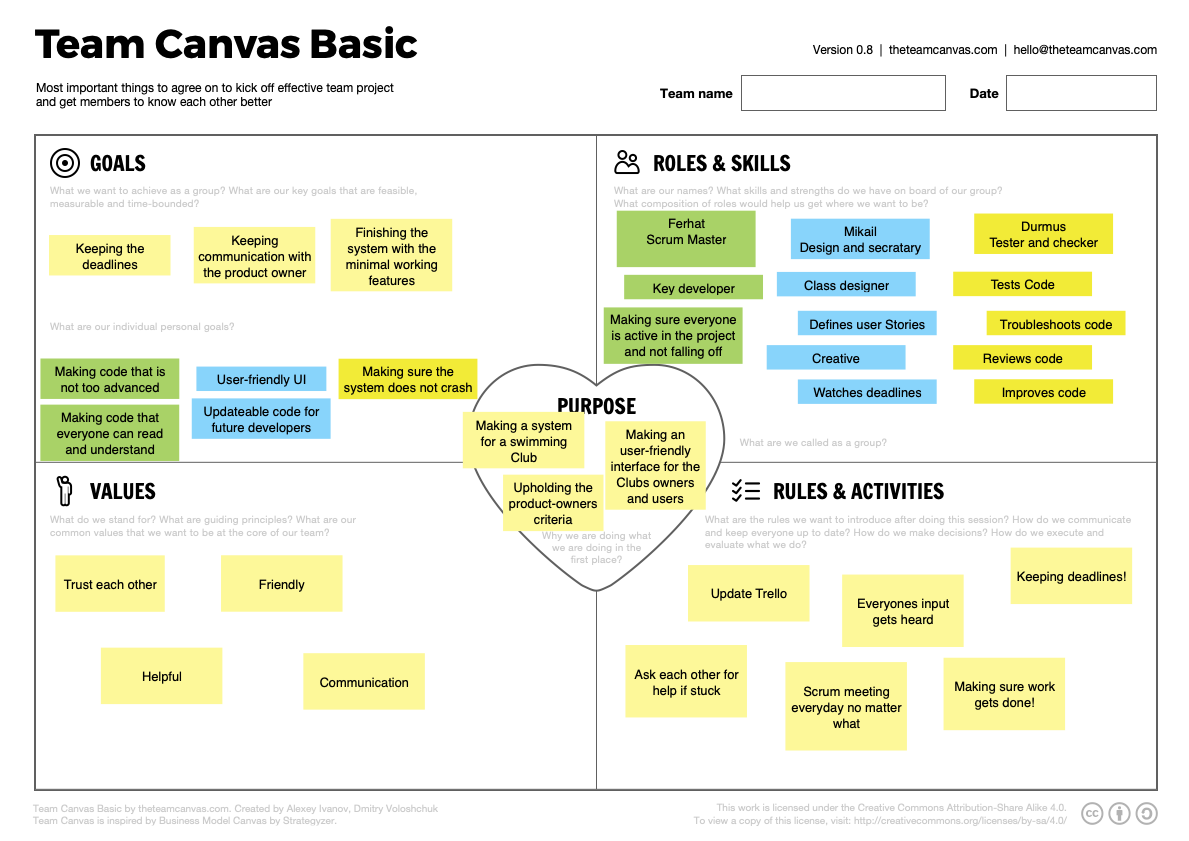 Team Canvas Basic
Version 0.8 | theteamcanvas.com | hello@theteamcanvas.com
Most important things to agree on to kick off effective team project
and get members to know each other better
Team name
Date
GOALS
What we want to achieve as a group? What are our key goals that are feasible,
measurable and time-bounded?
Keeping the
deadlines
Keeping
communication with
the product owner
Finishing the
system with the
minimal working
features
What are our individual personal goals?
Making code that is
not too advanced
Making code that
everyone can read
and understand
User-friendly UI
Updateable code for
future developers
Making sure the
system does not crash
ROLES & SKILLS
What are our names? What skills and strengths do we have on board of our group?
What composition of roles would help us get where we want to be?
Ferhat
Scrum Master
Key developer
Making sure everyone
is active in the project
and not falling off
Mikail
Design and secratary
Class designer
Defines user Stories
Creative
Watches deadlines
Durmus
Tester and checker
Tests Code
Troubleshoots code
Reviews code
Improves code
What are we called as a group?
PURPOSE
Making a system
for a swimming
Club
Making an
user-friendly
interface for the
Clubs owners
and users
Upholding the
product-owners
criteria
Why we are doing what
we are doing in the
first place?
VALUES
What do we stand for? What are guiding principles? What are our
common values that we want to be at the core of our team?
Trust each other
Friendly
Helpful
Communication
RULES & ACTIVITIES
What are the rules we want to introduce after doing this session? How do we communicate
and keep everyone up to date? How do we make decisions? How do we execute and
evaluate what we do?
Update Trello
Everyones input
gets heard
Keeping deadlines!
Ask each other for
help if stuck
Scrum meeting
everyday no matter
what
Making sure work
gets done!
Team Canvas Basic by theteamcanvas.com. Created by Alexey Ivanov, Dmitry Voloshchuk
Team Canvas is inspired by Business Model Canvas by Strategyzer.
This work is licensed under the Creative Commons Attribution-Share Alike 4.0.
To view a copy of this license, visit: http://creativecommons.org/licenses/by-sa/4.0/
cc